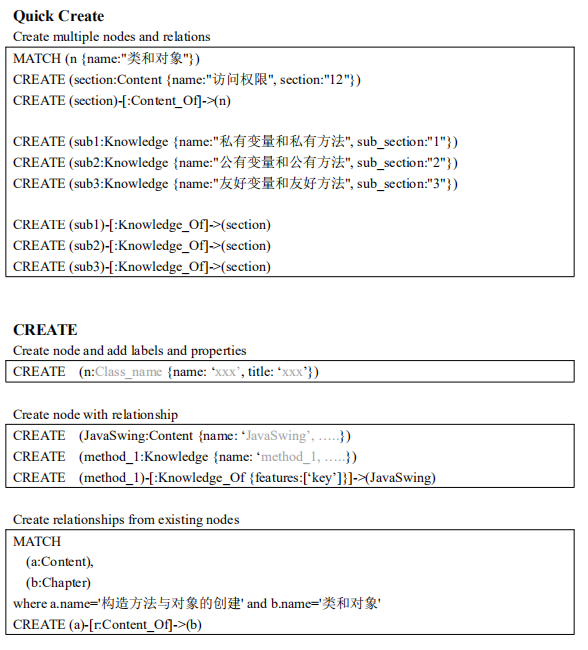 Quick Create
Create multiple nodes and relations
MATCH (n {name:"类和对象"})
CREATE (section:Content {name:"访问权限", section:"12"})
CREATE (section)-[:Content_Of]->(n)
CREATE (sub1:Knowledge {name:"私有变量和私有方法", sub_section:"1"})
CREATE (sub2:Knowledge {name:"公有变量和公有方法", sub_section:"2"})
CREATE (sub3:Knowledge {name:"友好变量和友好方法", sub_section:"3"})
CREATE (sub1)-[:Knowledge_Of]->(section)
CREATE (sub2)-[:Knowledge_Of]->(section)
CREATE (sub3)-[:Knowledge_Of]->(section)
CREATE
Create node and add labels and properties
CREATE (n:Class_name {name: ‘xxx’, title: ‘xxx’})
Create node with relationship
CREATE (JavaSwing:Content {name: ‘JavaSwing’, …..})
CREATE (method_1:Knowledge {name: ‘method_1, …..})
CREATE (method_1)-[:Knowledge_Of {features:[‘key’]}]->(JavaSwing)
Create relationships from existing nodes
MATCH
(a:Content),
(b:Chapter)
where a.name='构造方法与对象的创建' and b.name='类和对象'
CREATE (a)-[r:Content_Of]->(b)